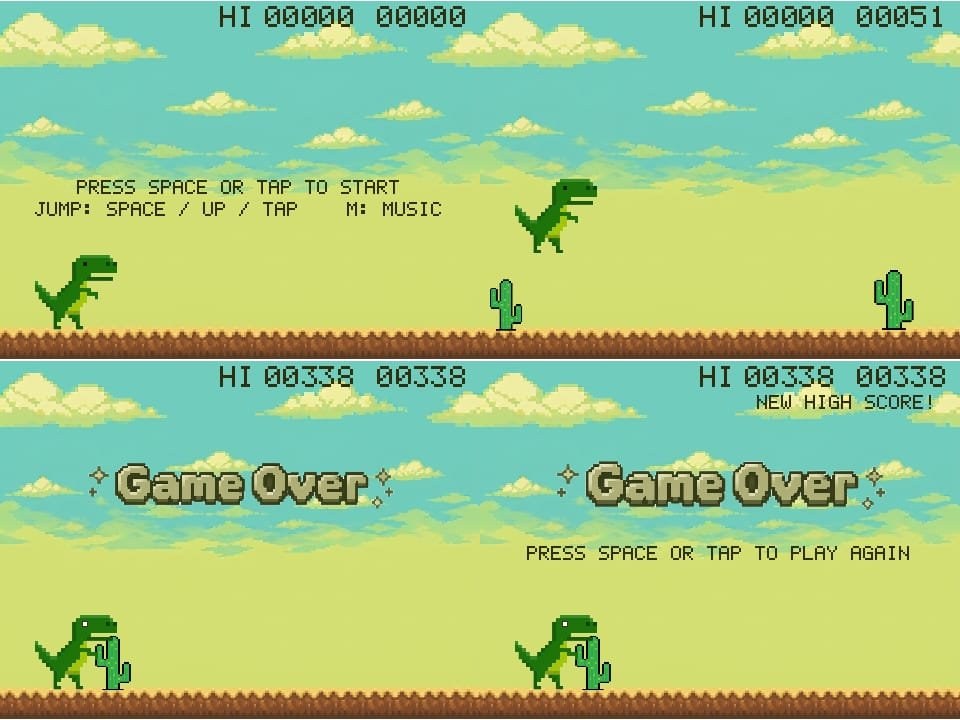 HI 00000 00000
PRESS SPACE OR TAP TO START
JUMP: SPACE / UP / TAP M: MUSIC
HI 00000 00051
HI 00338 00338
Game Over
HI 00338 00338
NEW HIGH SCORE!
Game Over
PRESS SPACE OR TAP TO PLAY AGAIN